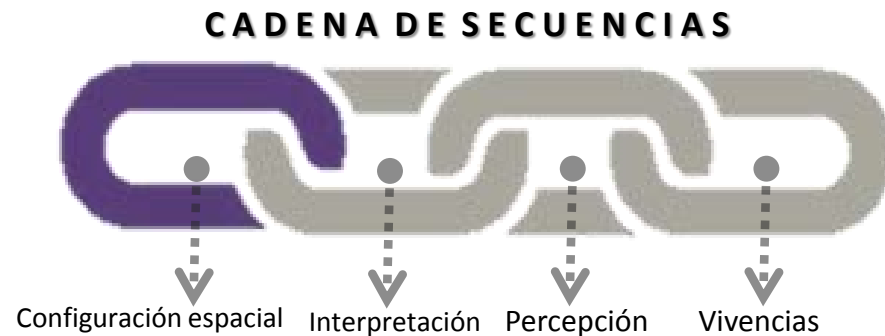 CADENA DE SECUENCIAS
Configuración espacial Interpretación Percepción Vivencias